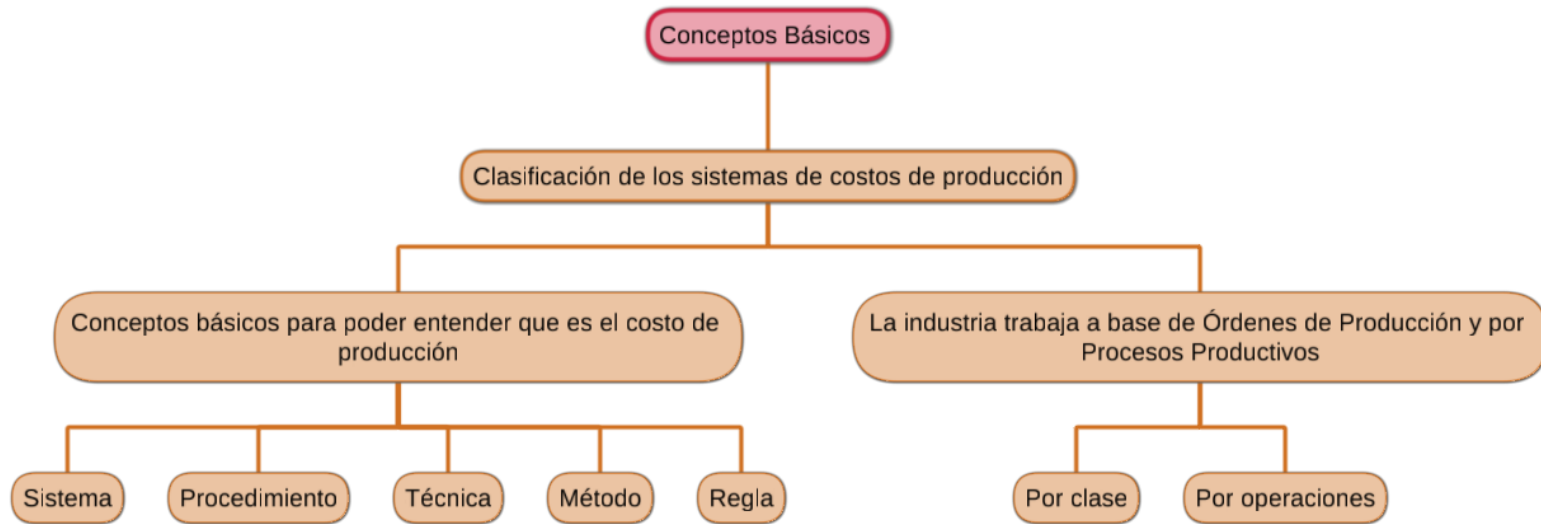 Conceptos Básicos
Clasificación de los sistemas de costos de producción
Conceptos básicos para poder entender que es el costo de
producción
La industria trabaja a base de Órdenes de Producción y por
Procesos Productivos
Sistema
Procedimiento
Técnica
Método
Regla
Por clase
Por operaciones